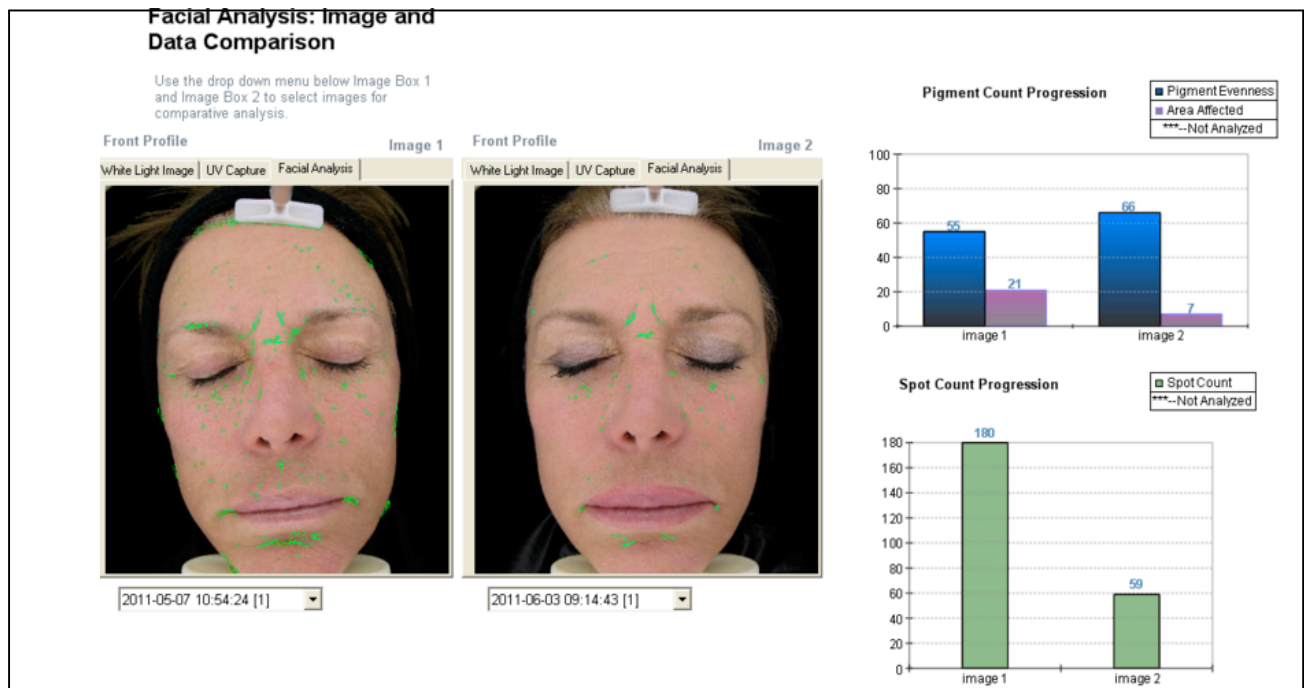 Facial Analysis: Image and
Data Comparison
Use the drop down menu below Image Box 1
and Image Box 2 to select images for
comparative analysis.
Front Profile
Image 1
White Light Image
UV Capture
Facial Analysis
2011-05-07 10:54:24 [1]
Front Profile
Image 2
White Light Image
UV Capture
Facial Analysis
2011-06-03 09:14:43 [1]
Pigment Count Progression
Pigment Evenness
Area Affected
***--Not Analyzed
100
80
60
40
20
0
55
21
66
7
image 1
image 2
Spot Count Progression
Spot Count
***--Not Analyzed
180
160
140
120
100
80
60
40
20
0
180
59
image 1
image 2